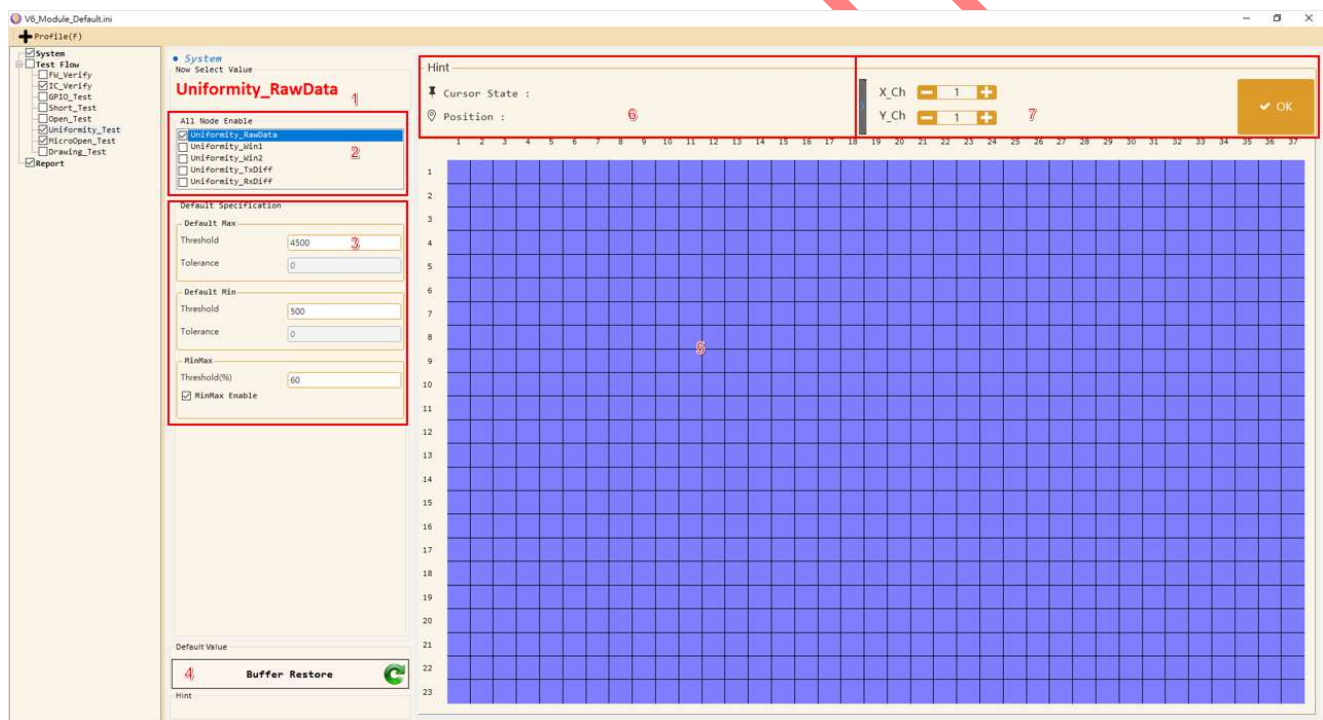 V6_Module_Default.ini
Profile(F)
System
Test Flow
FW_Verify
IC_Verify
GPIO_Test
Short_Test
Open_Test
Uniformity_Test
MicroOpen_Test
Drawing_Test
Report
System
Now Select Value
Uniformity_RawData
1
All Node Enable
Uniformity_RawData
Uniformity_Win1
Uniformity_Win2
Uniformity_TxDiff
Uniformity_RxDiff
2
Default Specification
Default Max
Threshold 4500
3
Tolerance 0
Default Min
Threshold 500
Tolerance 0
MinMax
Threshold(%) 60
MinMax Enable
Default Value
4 Buffer Restore
Hint
Hint
Cursor State :
Position :
6
X_Ch 1
Y_Ch 1
7
OK
1 2 3 4 5 6 7 8 9 10 11 12 13 14 15 16 17 18 19 20 21 22 23 24 25 26 27 28 29 30 31 32 33 34 35 36 37
1
2
3
4
5
6
7
8
5
9
10
11
12
13
14
15
16
17
18
19
20
21
22
23